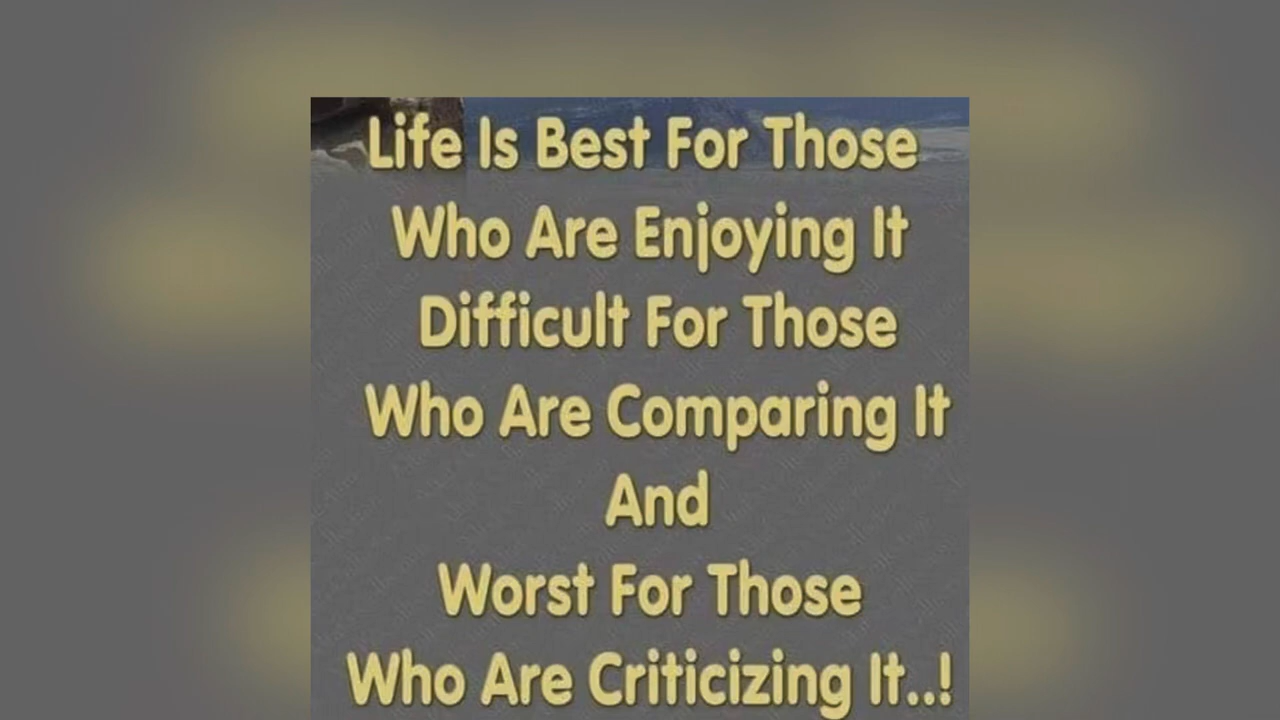 Life Is Best For Those
Who Are Enjoying It
Difficult For Those
Who Are Comparing It
And
Worst For Those
Who Are Criticizing It..!